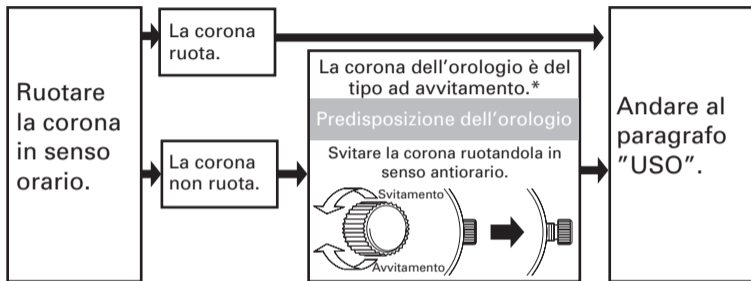 Ruotare
la corona
in senso
orario.
La corona
ruota.
La corona
non ruota.
La corona dell'orologio è del
tipo ad avvitamento.*
Predisposizione dell'orologio
Svitare la corona ruotandola in
senso antiorario.
Svitamento
Avvitamento
Andare al
paragrafo
"USO".